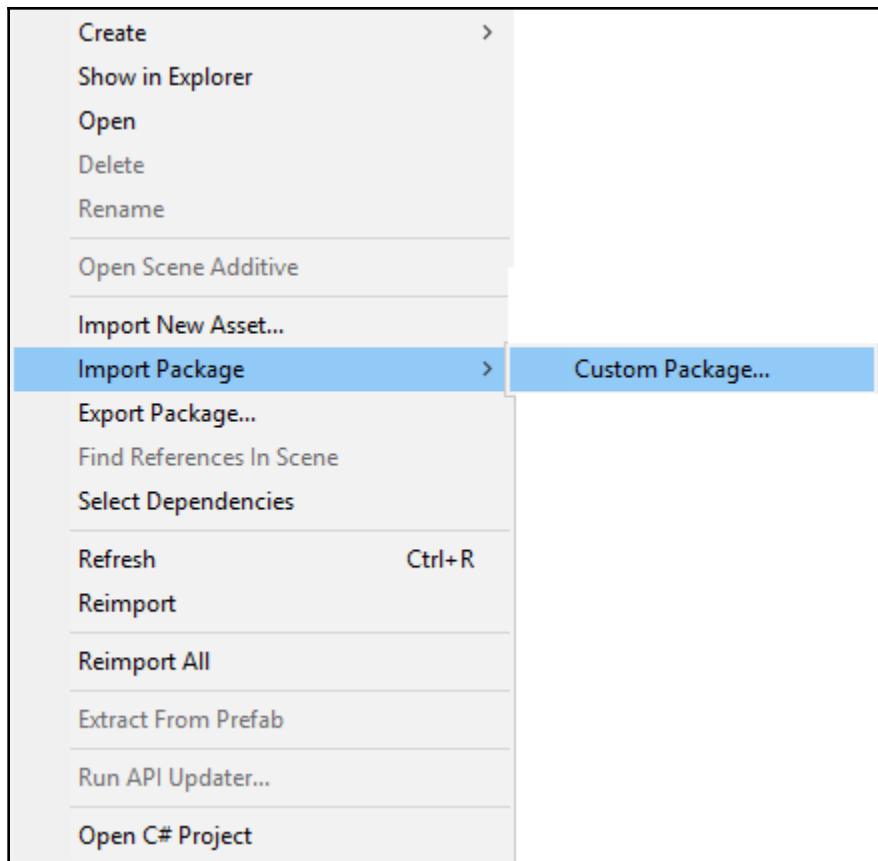 Create
Show in Explorer
Open
Delete
Rename
Open Scene Additive
Import New Asset...
Import Package Custom Package...
Export Package...
Find References In Scene
Select Dependencies
Refresh Ctrl+R
Reimport
Reimport All
Extract From Prefab
Run API Updater...
Open C# Project